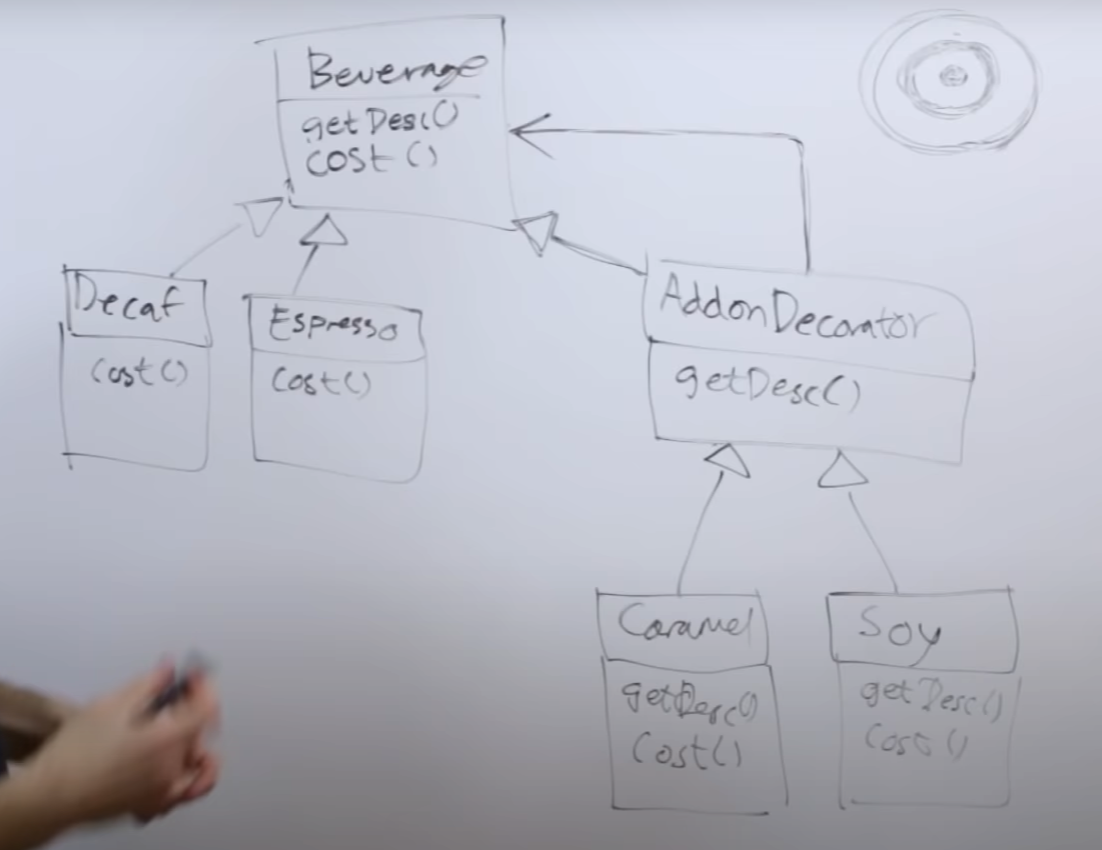 Beverage
getDesc()
cost()
Decaf
cost()
Espresso
cost()
AddonDecorator
getDesc()
Caramel
getDesc()
cost()
Soy
getDesc()
cost()